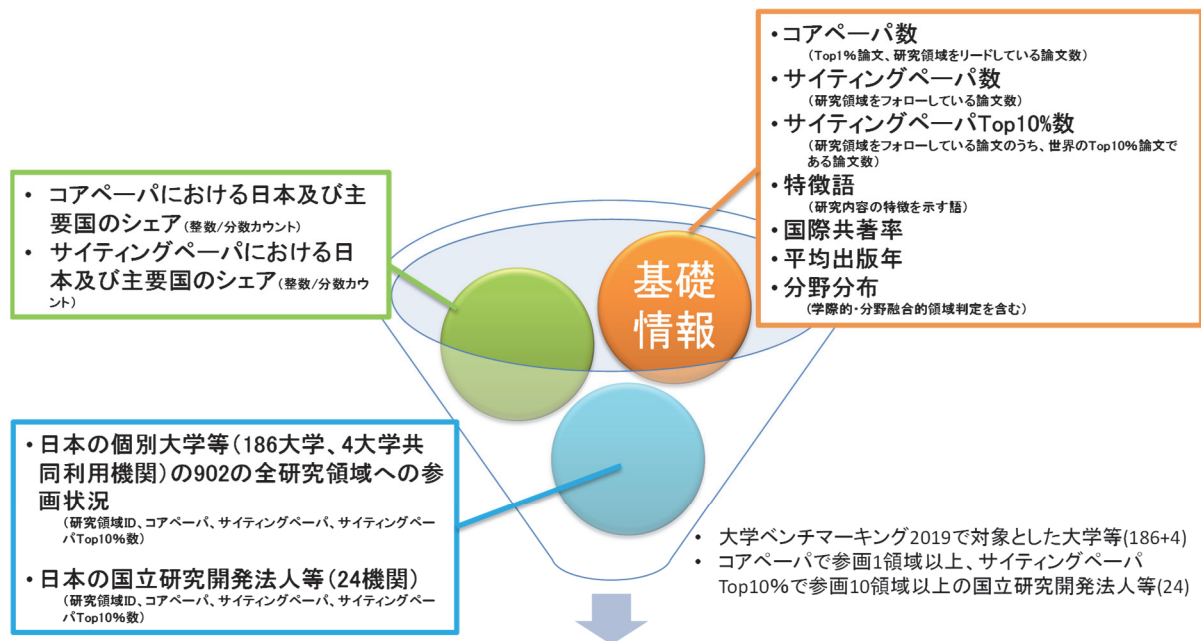 ・コアペーパ数
(Top1%論文、研究領域をリードしている論文数)
・サイティングペーパ数
(研究領域をフォローしている論文数)
・サイティングペーパTop10%数
(研究領域をフォローしている論文のうち、世界のTop10%論文で
ある論文数)
・特徴語
(研究内容の特徴を示す語)
・国際共著率
・平均出版年
・分野分布
(学際的・分野融合的領域判定を含む)
・ コアペーパにおける日本及び主
要国のシェア(整数/分数カウント)
・ サイティングペーパにおける日
本及び主要国のシェア(整数/分数カウ
ント)
基礎
情報
・日本の個別大学等(186大学、4大学共
同利用機関)の902の全研究領域への参
画状況
(研究領域ID、コアペーパ、サイティングペーパ、サイティングペー
パTop10%数)
・日本の国立研究開発法人等(24機関)
(研究領域ID、コアペーパ、サイティングペーパ、サイティングペー
パTop10%数)
• 大学ベンチマーキング2019で対象とした大学等(186+4)
• コアペーパで参画1領域以上、サイティングペーパ
Top10%で参画10領域以上の国立研究開発法人等(24)